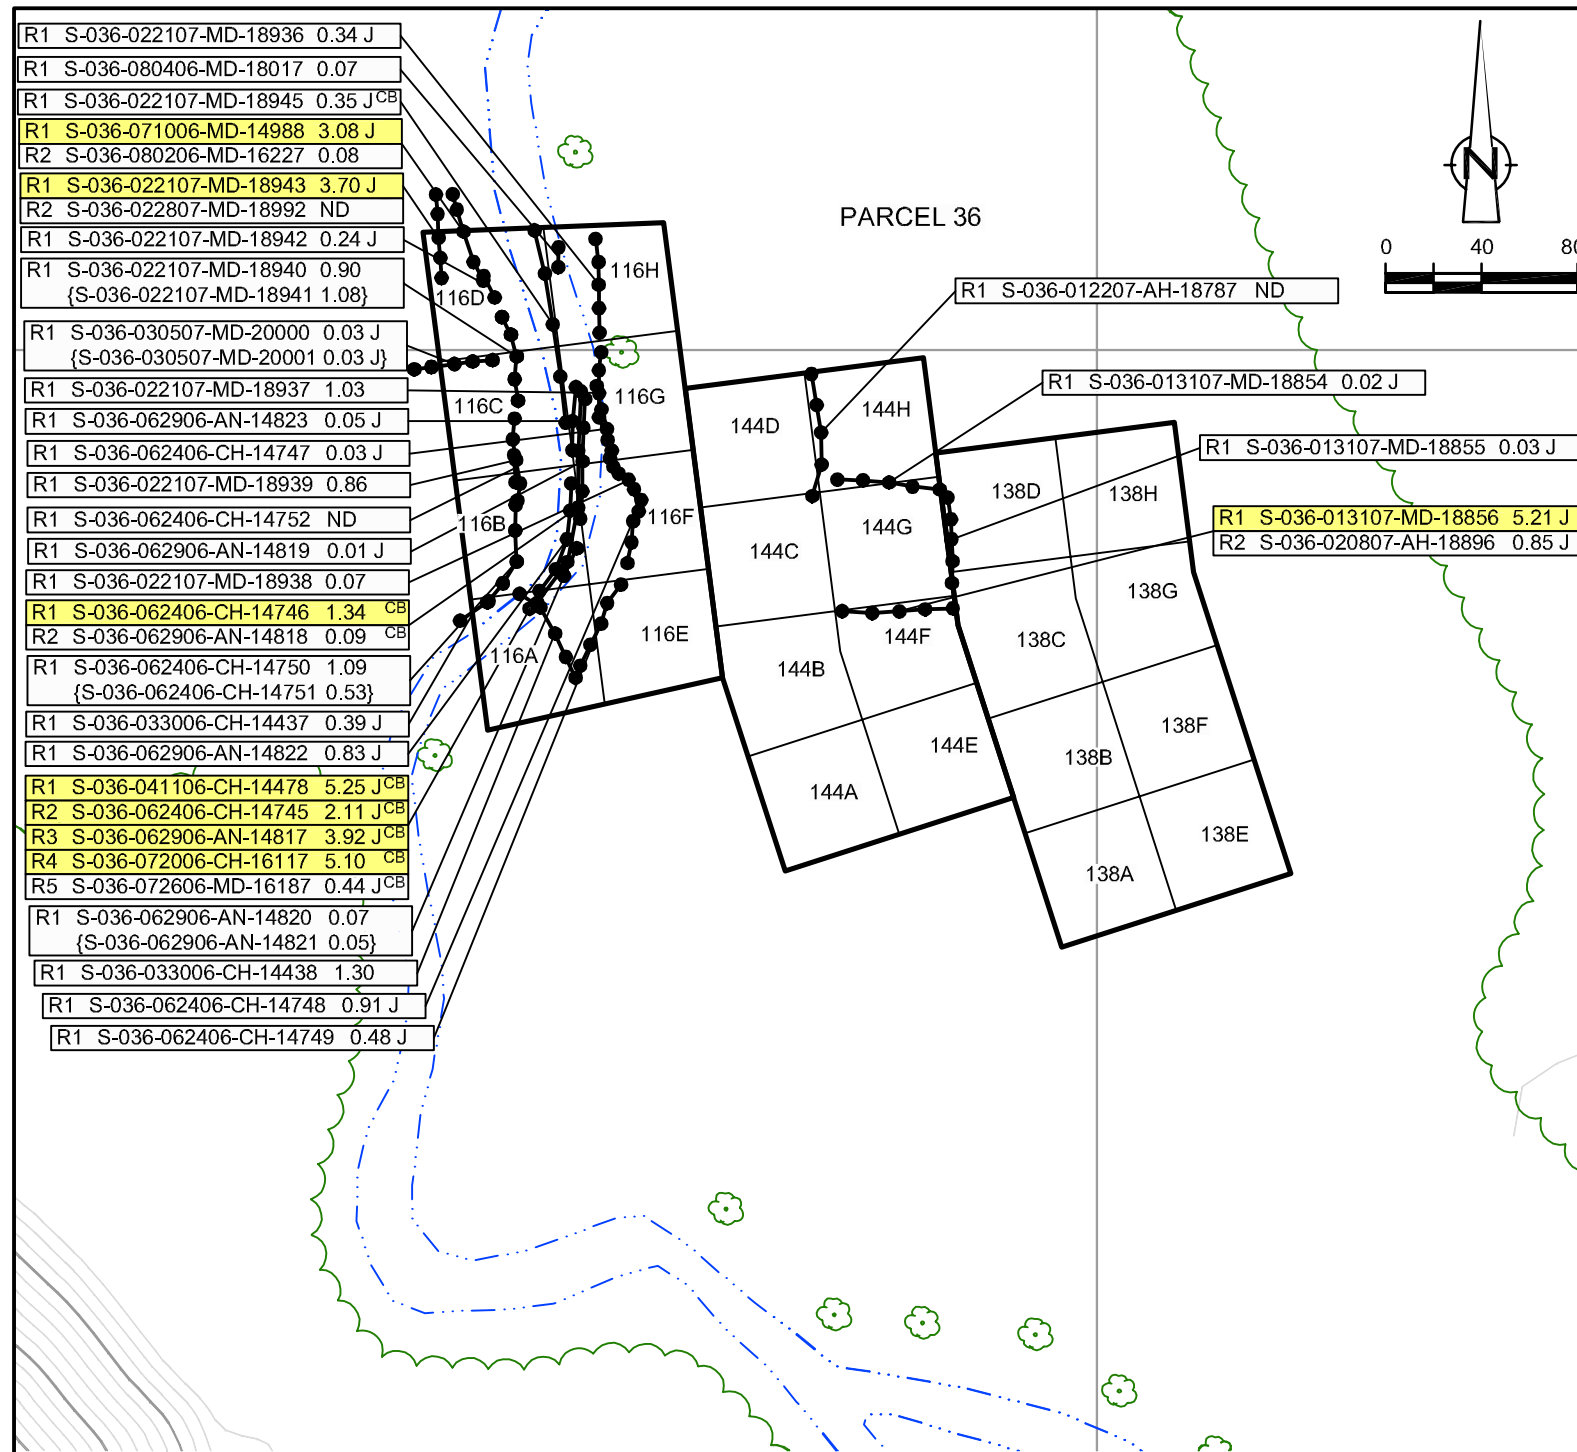 R1 S-036-022107-MD-18936 0.34 J
R1 S-036-080406-MD-18017 0.07
R1 S-036-022107-MD-18945 0.35 J CB
R1 S-036-071006-MD-14988 3.08 J
R2 S-036-080206-MD-16227 0.08
R1 S-036-022107-MD-18943 3.70 J
R2 S-036-022807-MD-18992 ND
R1 S-036-022107-MD-18942 0.24 J
R1 S-036-022107-MD-18940 0.90
{S-036-022107-MD-18941 1.08}
R1 S-036-030507-MD-20000 0.03 J
{S-036-030507-MD-20001 0.03 J}
R1 S-036-022107-MD-18937 1.03
R1 S-036-062906-AN-14823 0.05 J
R1 S-036-062406-CH-14747 0.03 J
R1 S-036-022107-MD-18939 0.86
R1 S-036-062406-CH-14752 ND
R1 S-036-062906-AN-14819 0.01 J
R1 S-036-022107-MD-18938 0.07
R1 S-036-062406-CH-14746 1.34 CB
R2 S-036-062906-AN-14818 0.09 CB
R1 S-036-062406-CH-14750 1.09
{S-036-062406-CH-14751 0.53}
R1 S-036-033006-CH-14437 0.39 J
R1 S-036-062906-AN-14822 0.83 J
R1 S-036-041106-CH-14478 5.25 J CB
R2 S-036-062406-CH-14745 2.11 J CB
R3 S-036-062906-AN-14817 3.92 J CB
R4 S-036-072006-CH-16117 5.10 CB
R5 S-036-072606-MD-16187 0.44 J CB
R1 S-036-062906-AN-14820 0.07
{S-036-062906-AN-14821 0.05}
R1 S-036-033006-CH-14438 1.30
R1 S-036-062406-CH-14748 0.91 J
R1 S-036-062406-CH-14749 0.48 J
PARCEL 36
N
0 40 80
R1 S-036-012207-AH-18787 ND
R1 S-036-013107-MD-18854 0.02 J
R1 S-036-013107-MD-18855 0.03 J
R1 S-036-013107-MD-18856 5.21 J
R2 S-036-020807-AH-18896 0.85 J
116H
116D
116G
116C
116F
116B
116E
116A
144D
144H
144C
144G
144B
144F
144A
144E
138D
138H
138C
138G
138B
138F
138A
138E